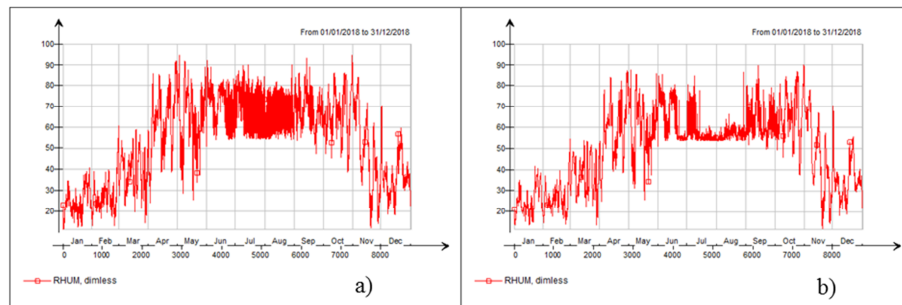 From 01/01/2018 to 31/12/2018
100
90
80
70
60
50
40
30
20
Jan Feb Mar Apr May Jun Jul Aug Sep Oct Nov Dec
0 1000 2000 3000 4000 5000 6000 7000 8000
RHUM, dimless
a)
From 01/01/2018 to 31/12/2018
100
90
80
70
60
50
40
30
20
Jan Feb Mar Apr May Jun Jul Aug Sep Oct Nov Dec
0 1000 2000 3000 4000 5000 6000 7000 8000
RHUM, dimless
b)